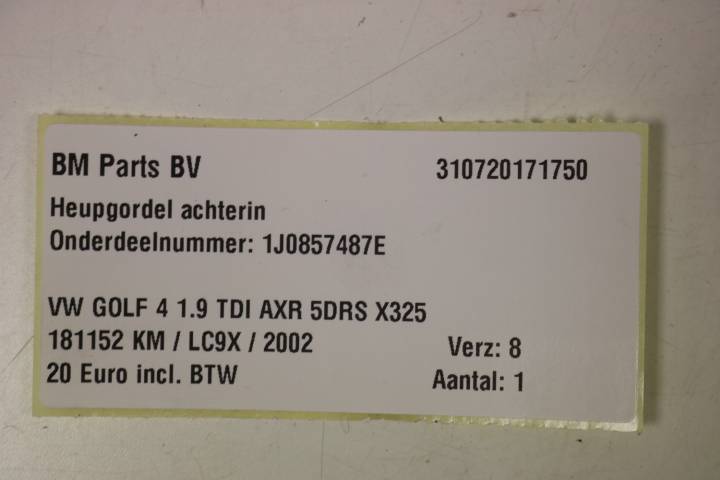 BM Parts BV 310720171750
Heupgordel achterin
Onderdeelnummer: 1J0857487E
VW GOLF 4 1.9 TDI AXR 5DRS X325
181152 KM / LC9X / 2002 Verz: 8
20 Euro incl. BTW Aantal: 1